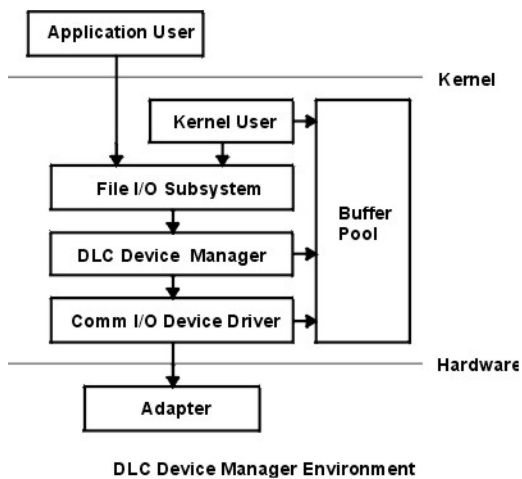 Application User
Kernel
Kernel User
File I/O Subsystem
Buffer
Pool
DLC Device Manager
Comm I/O Device Driver
Hardware
Adapter
DLC Device Manager Environment